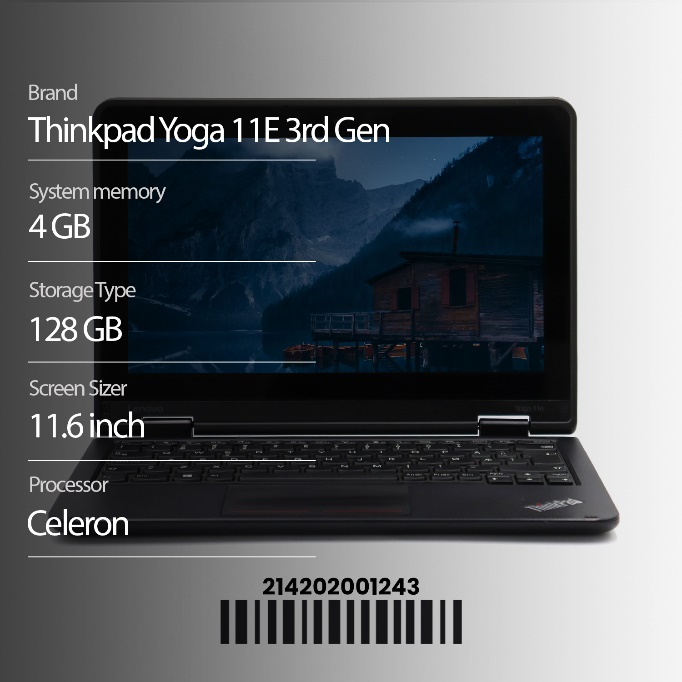 Brand
Thinkpad Yoga 11E 3rd Gen
System memory
4 GB
Storage Type
128 GB
Screen Sizer
11.6 inch
Processor
Celeron
ThinkPad
214202001243